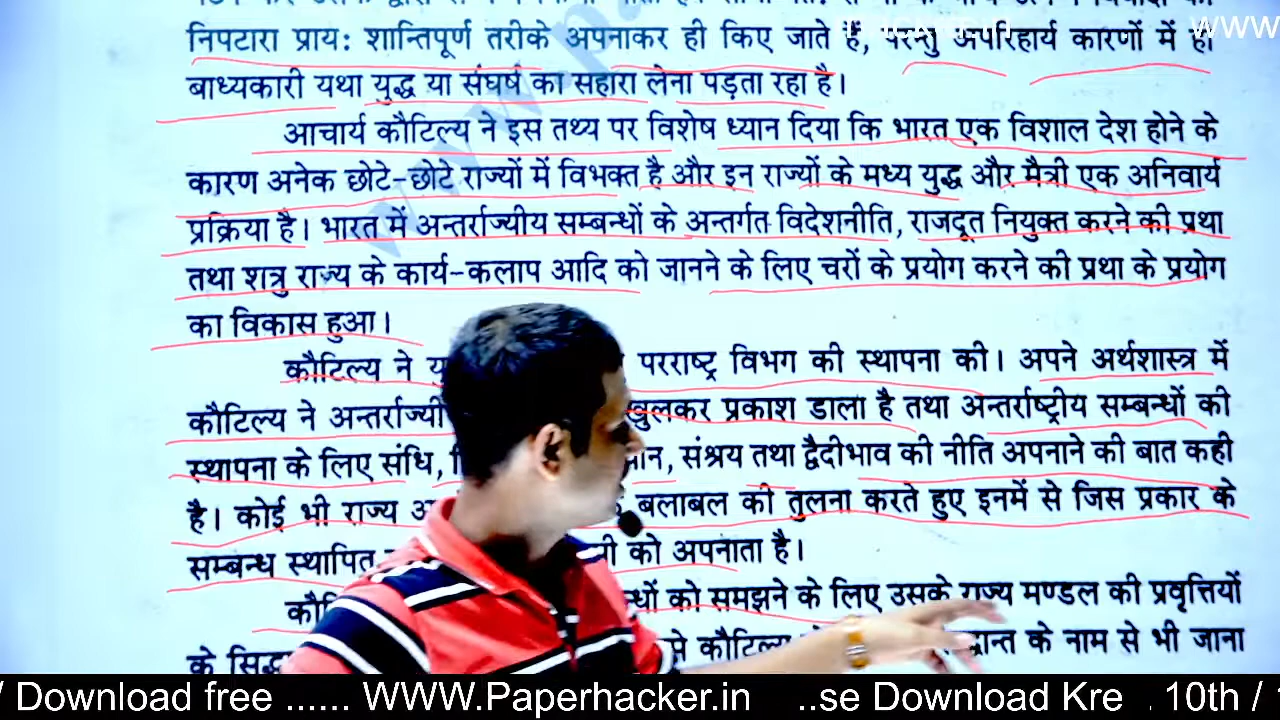 निपटारा प्राय: शान्तिपूर्ण तरीके अपनाकर ही किए जाते हैं, परन्तु अपरिहार्य कारणों में ही
बाध्यकारी यथा युद्ध या संघर्ष का सहारा लेना पड़ता रहा है।
आचार्य कौटिल्य ने इस तथ्य पर विशेष ध्यान दिया कि भारत एक विशाल देश होने के
कारण अनेक छोटे-छोटे राज्यों में विभक्त है और इन राज्यों के मध्य युद्ध और मैत्री एक अनिवार्य
प्रक्रिया है। भारत में अन्तर्राज्यीय सम्बन्धों के अन्तर्गत विदेशनीति, राजदूत नियुक्त करने की प्रथा
तथा शत्रु राज्य के कार्य-कलाप आदि को जानने के लिए चरों के प्रयोग करने की प्रथा के प्रयोग
का विकास हुआ।
कौटिल्य ने परराष्ट्र विभग की स्थापना की। अपने अर्थशास्त्र में
कौटिल्य ने खुलकर प्रकाश डाला है तथा अन्तर्राष्ट्रीय सम्बन्धों की
स्थापना के लिए संधि, संश्रय तथा द्वैदीभाव की नीति अपनाने की बात कही
है। कोई भी राज्य बलाबल की तुलना करते हुए इनमें से जिस प्रकार के
सम्बन्ध स्थापित को अपनाता है।
को समझने के लिए उसके राज्य मण्डल की प्रवृत्तियों
के कौटिल्य के नाम से भी जाना
/ Download free ...... WWW.Paperhacker.in ..se Download Kre . 10th /